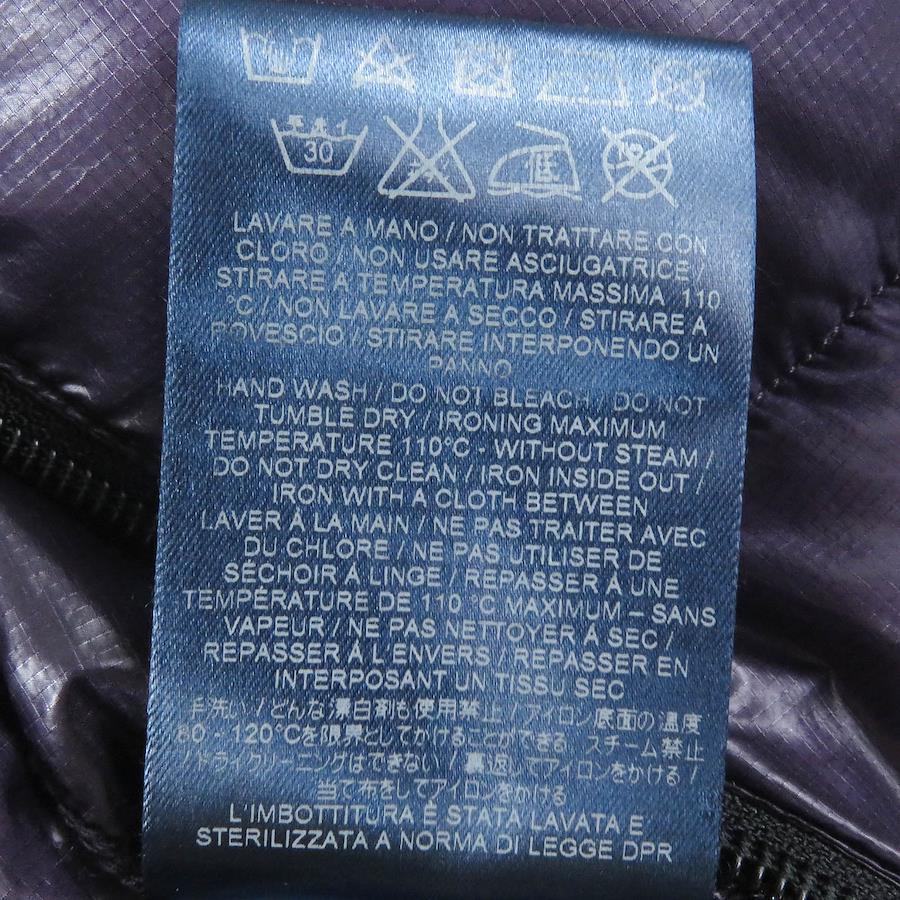 手洗イ
30
低
LAVARE A MANO / NON TRATTARE CON
CLORO / NON USARE ASCIUGATRICE /
STIRARE A TEMPERATURA MASSIMA 110
°C / NON LAVARE A SECCO / STIRARE A
ROVESCIO / STIRARE INTERPONENDO UN
PANNO
HAND WASH / DO NOT BLEACH / DO NOT
TUMBLE DRY / IRONING MAXIMUM
TEMPERATURE 110°C - WITHOUT STEAM /
DO NOT DRY CLEAN / IRON INSIDE OUT /
IRON WITH A CLOTH BETWEEN
LAVER À LA MAIN / NE PAS TRAITER AVEC
DU CHLORE / NE PAS UTILISER DE
SÉCHOIR À LINGE / REPASSER À UNE
TEMPÉRATURE DE 110 °C MAXIMUM – SANS
VAPEUR / NE PAS NETTOYER À SEC /
REPASSER À L'ENVERS / REPASSER EN
INTERPOSANT UN TISSU SEC
手洗い / どんな漂白剤も使用禁止 / アイロン底面の温度
80 - 120°Cを限界としてかけることができる スチーム禁止
/ ドライクリーニングはできない / 裏返してアイロンをかける /
当て布をしてアイロンをかける
L'IMBOTTITURA È STATA LAVATA E
STERILIZZATA A NORMA DI LEGGE DPR